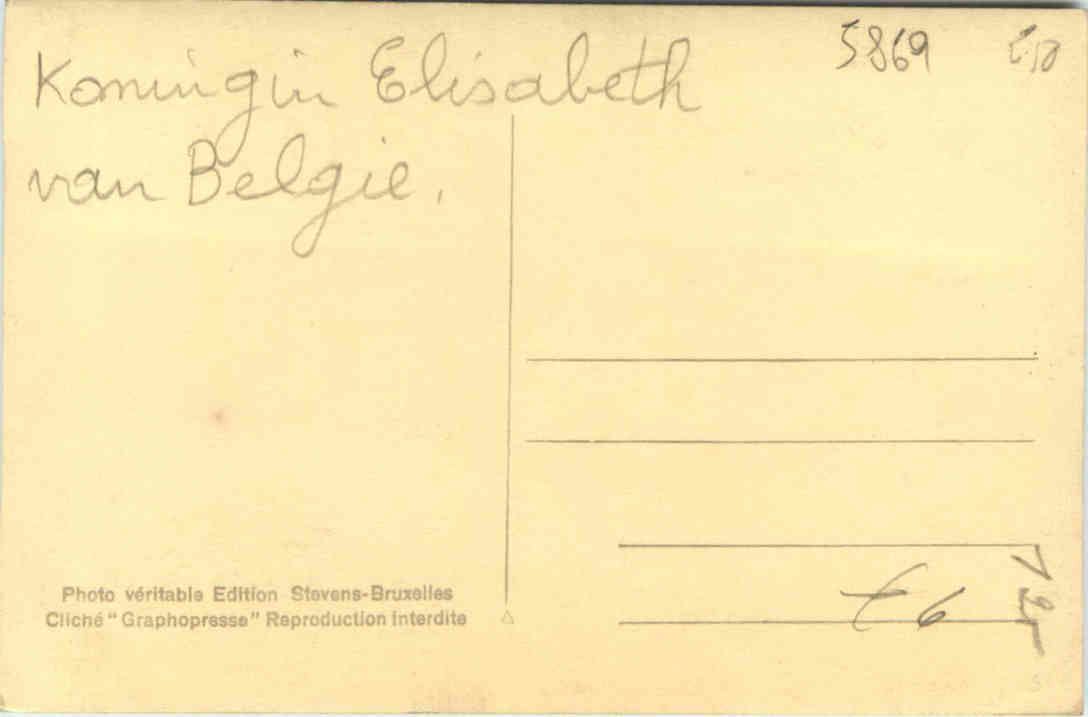 5869
Koningin Elisabeth
van Belgie.
Photo véritable Edition Stevens-Bruxelles
Cliché "Graphopresse" Reproduction interdite